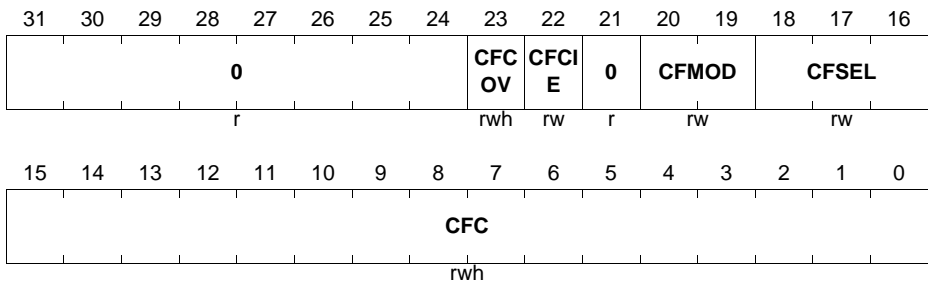 31 30 29 28 27 26 25 24 23 22 21 20 19 18 17 16
0 CFC OV CFCI E 0 CFMOD CFSEL
r rwh rw r rw rw
15 14 13 12 11 10 9 8 7 6 5 4 3 2 1 0
CFC
rwh